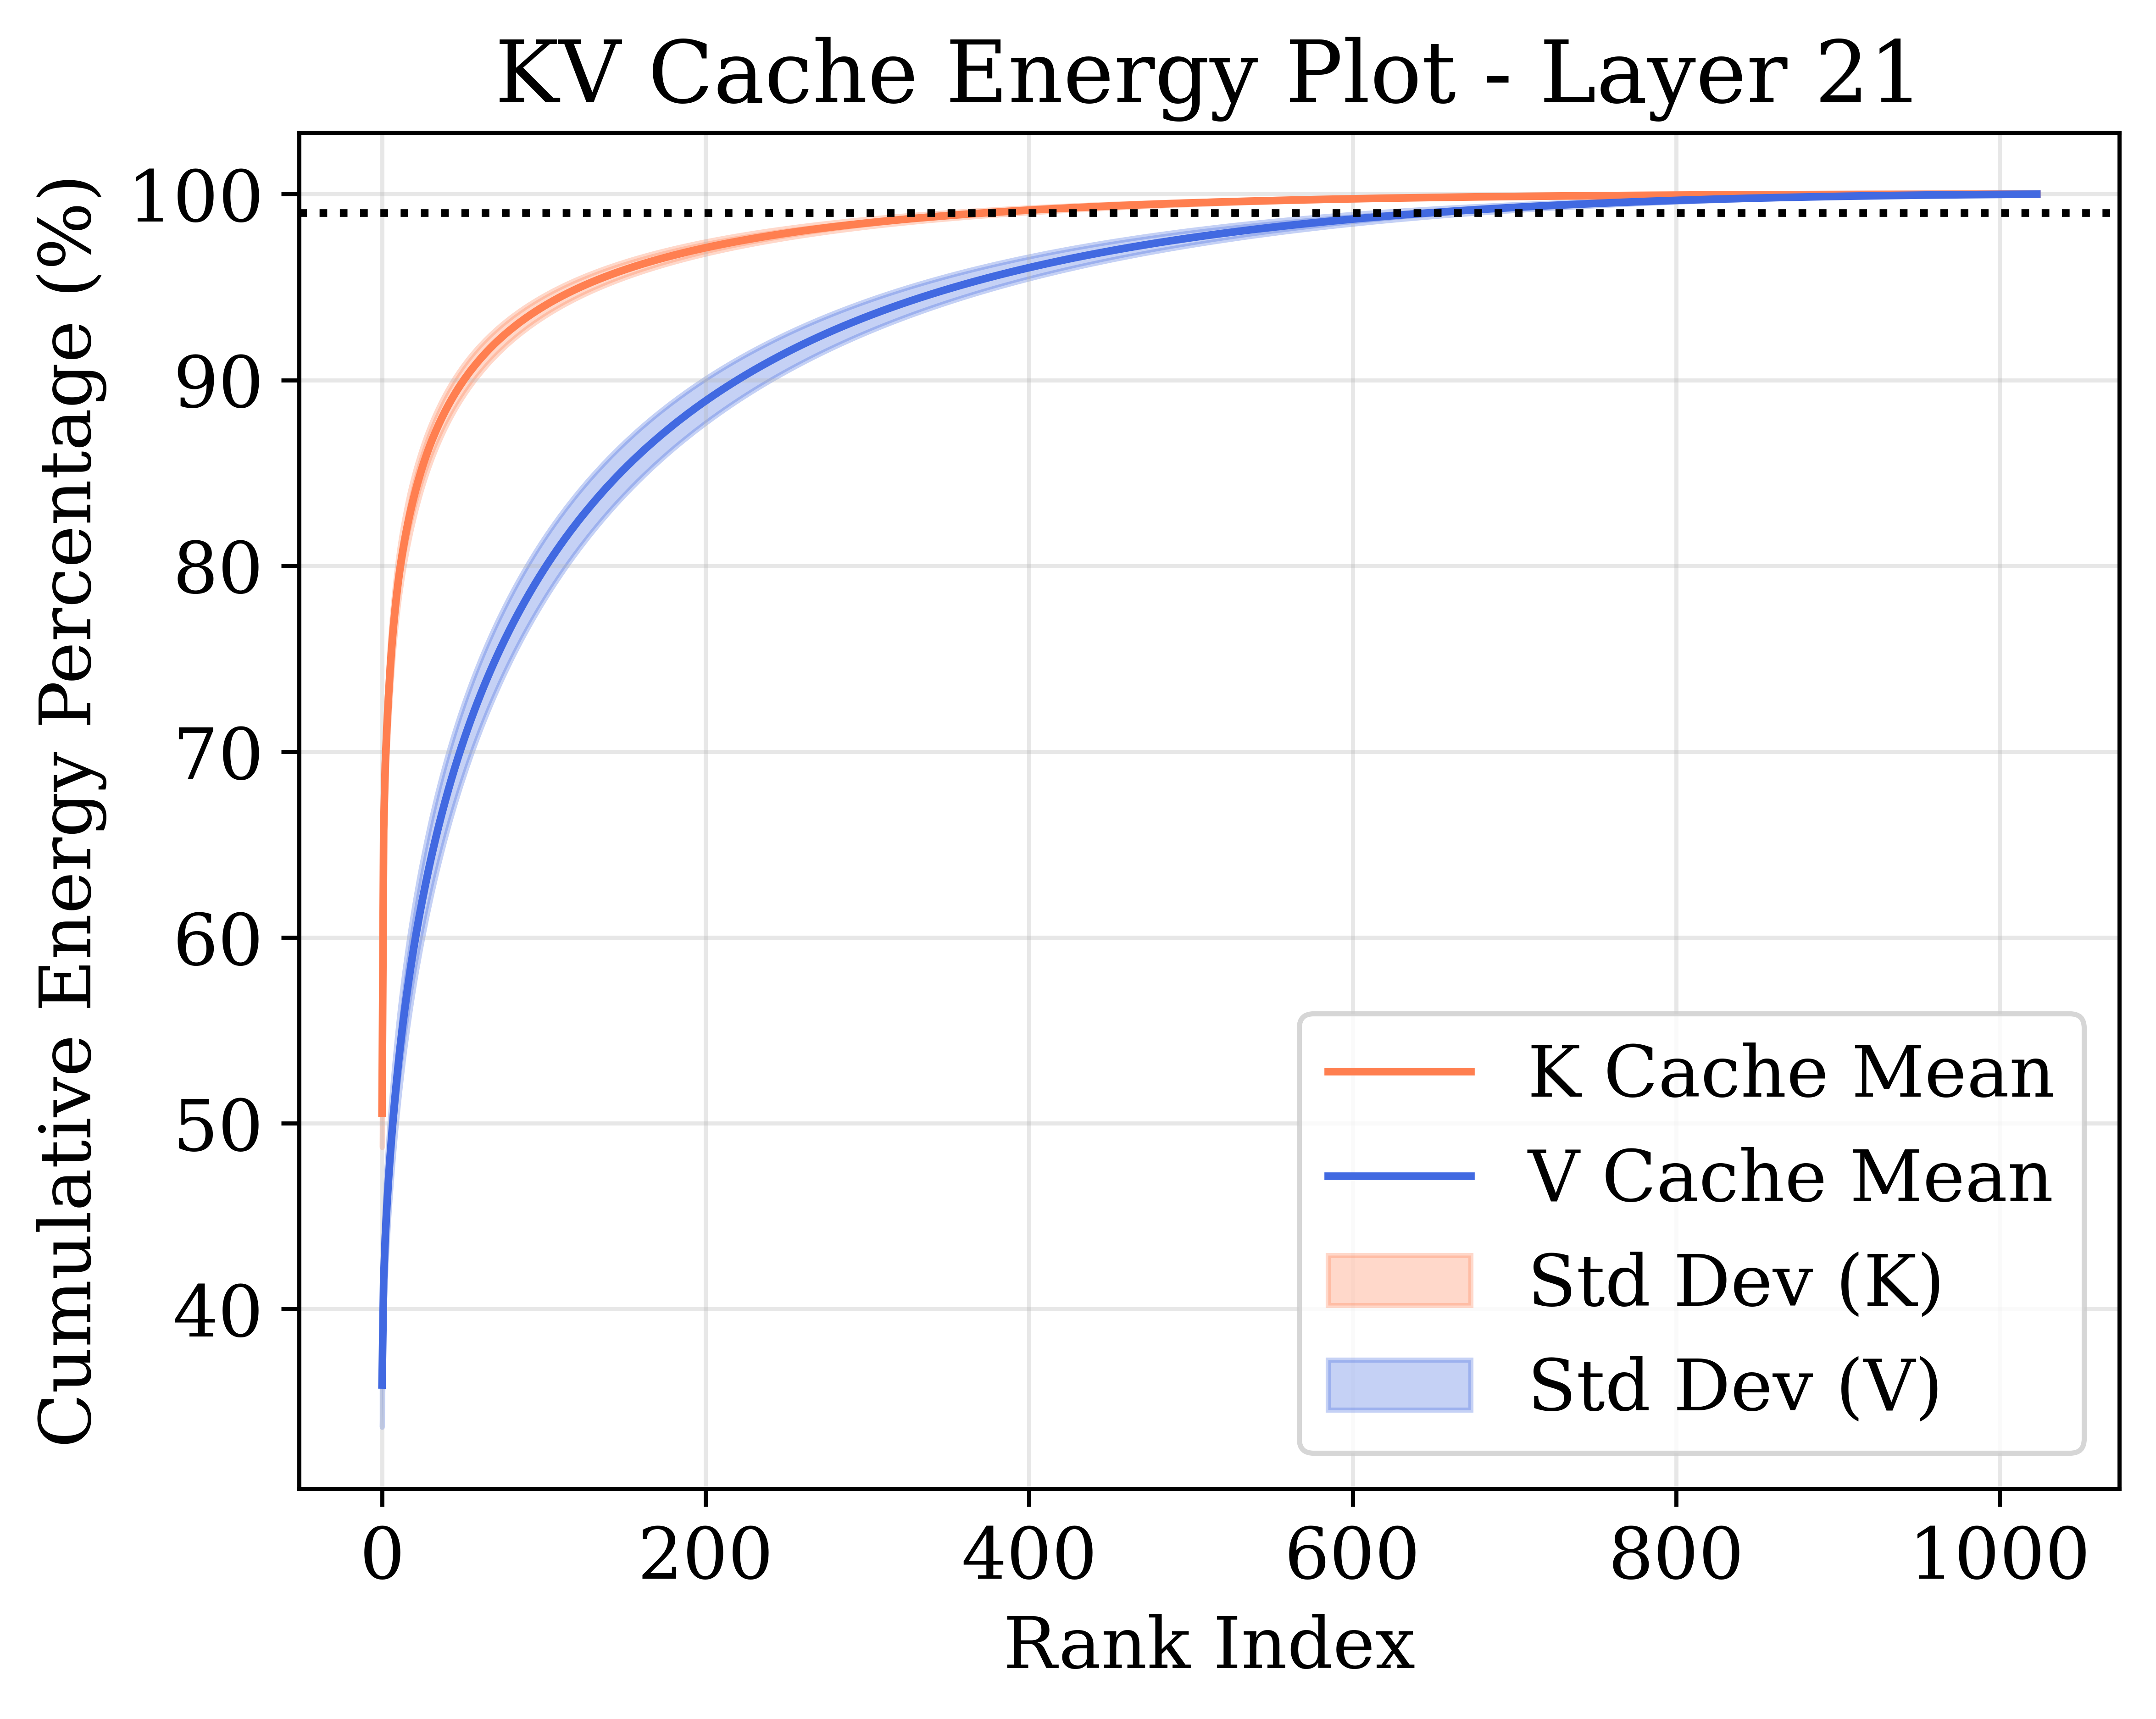 KV Cache Energy Plot - Layer 21
Cumulative Energy Percentage (%)
100
90
80
70
60
50
40
K Cache Mean
V Cache Mean
Std Dev (K)
Std Dev (V)
0 200 400 600 800 1000
Rank Index